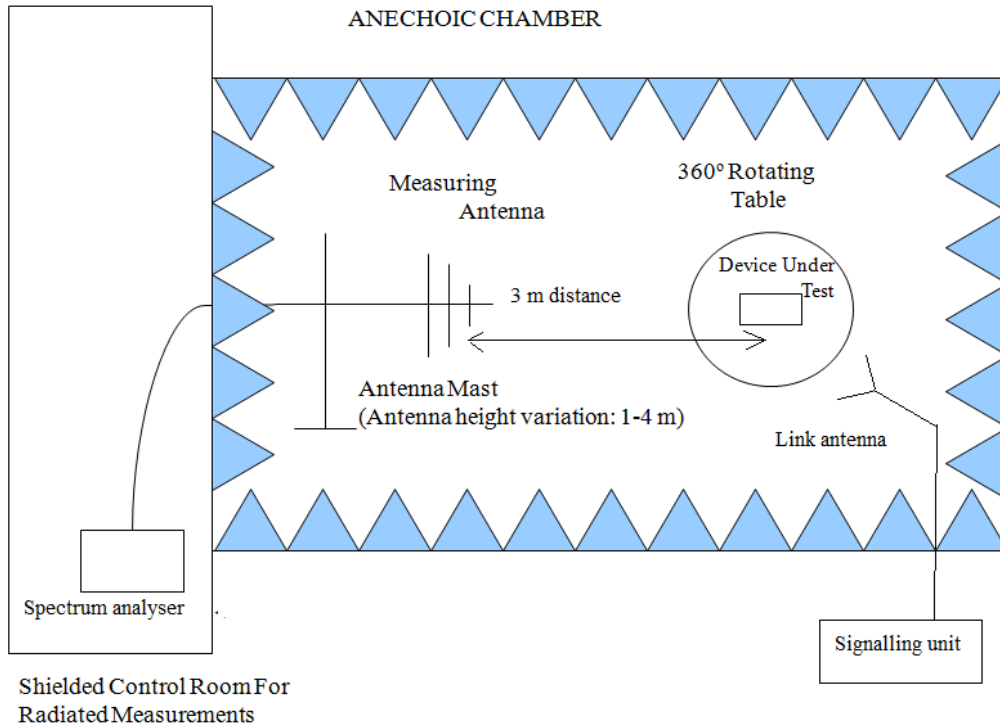 ANECHOIC CHAMBER
Measuring
Antenna
360º Rotating
Table
Device Under
Test
3 m distance
Antenna Mast
(Antenna height variation: 1-4 m)
Link antenna
Spectrum analyser
Signalling unit
Shielded Control Room For
Radiated Measurements